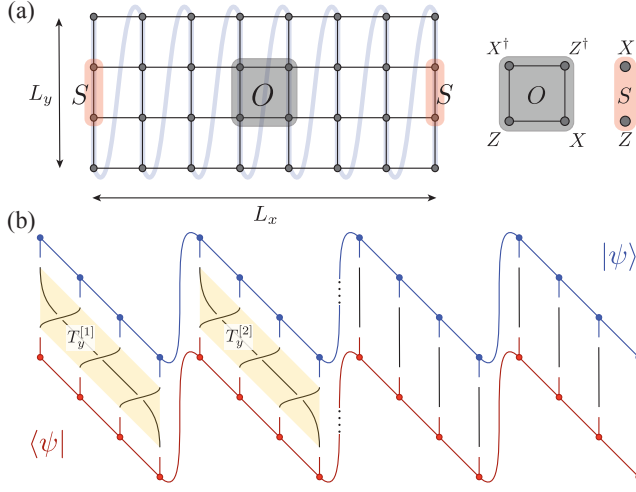 (a)
X† Z† X
L_y S O S O S
Z X Z
L_x
(b)
|ψ⟩
T_y^{[1]} T_y^{[2]}
⟨ψ|